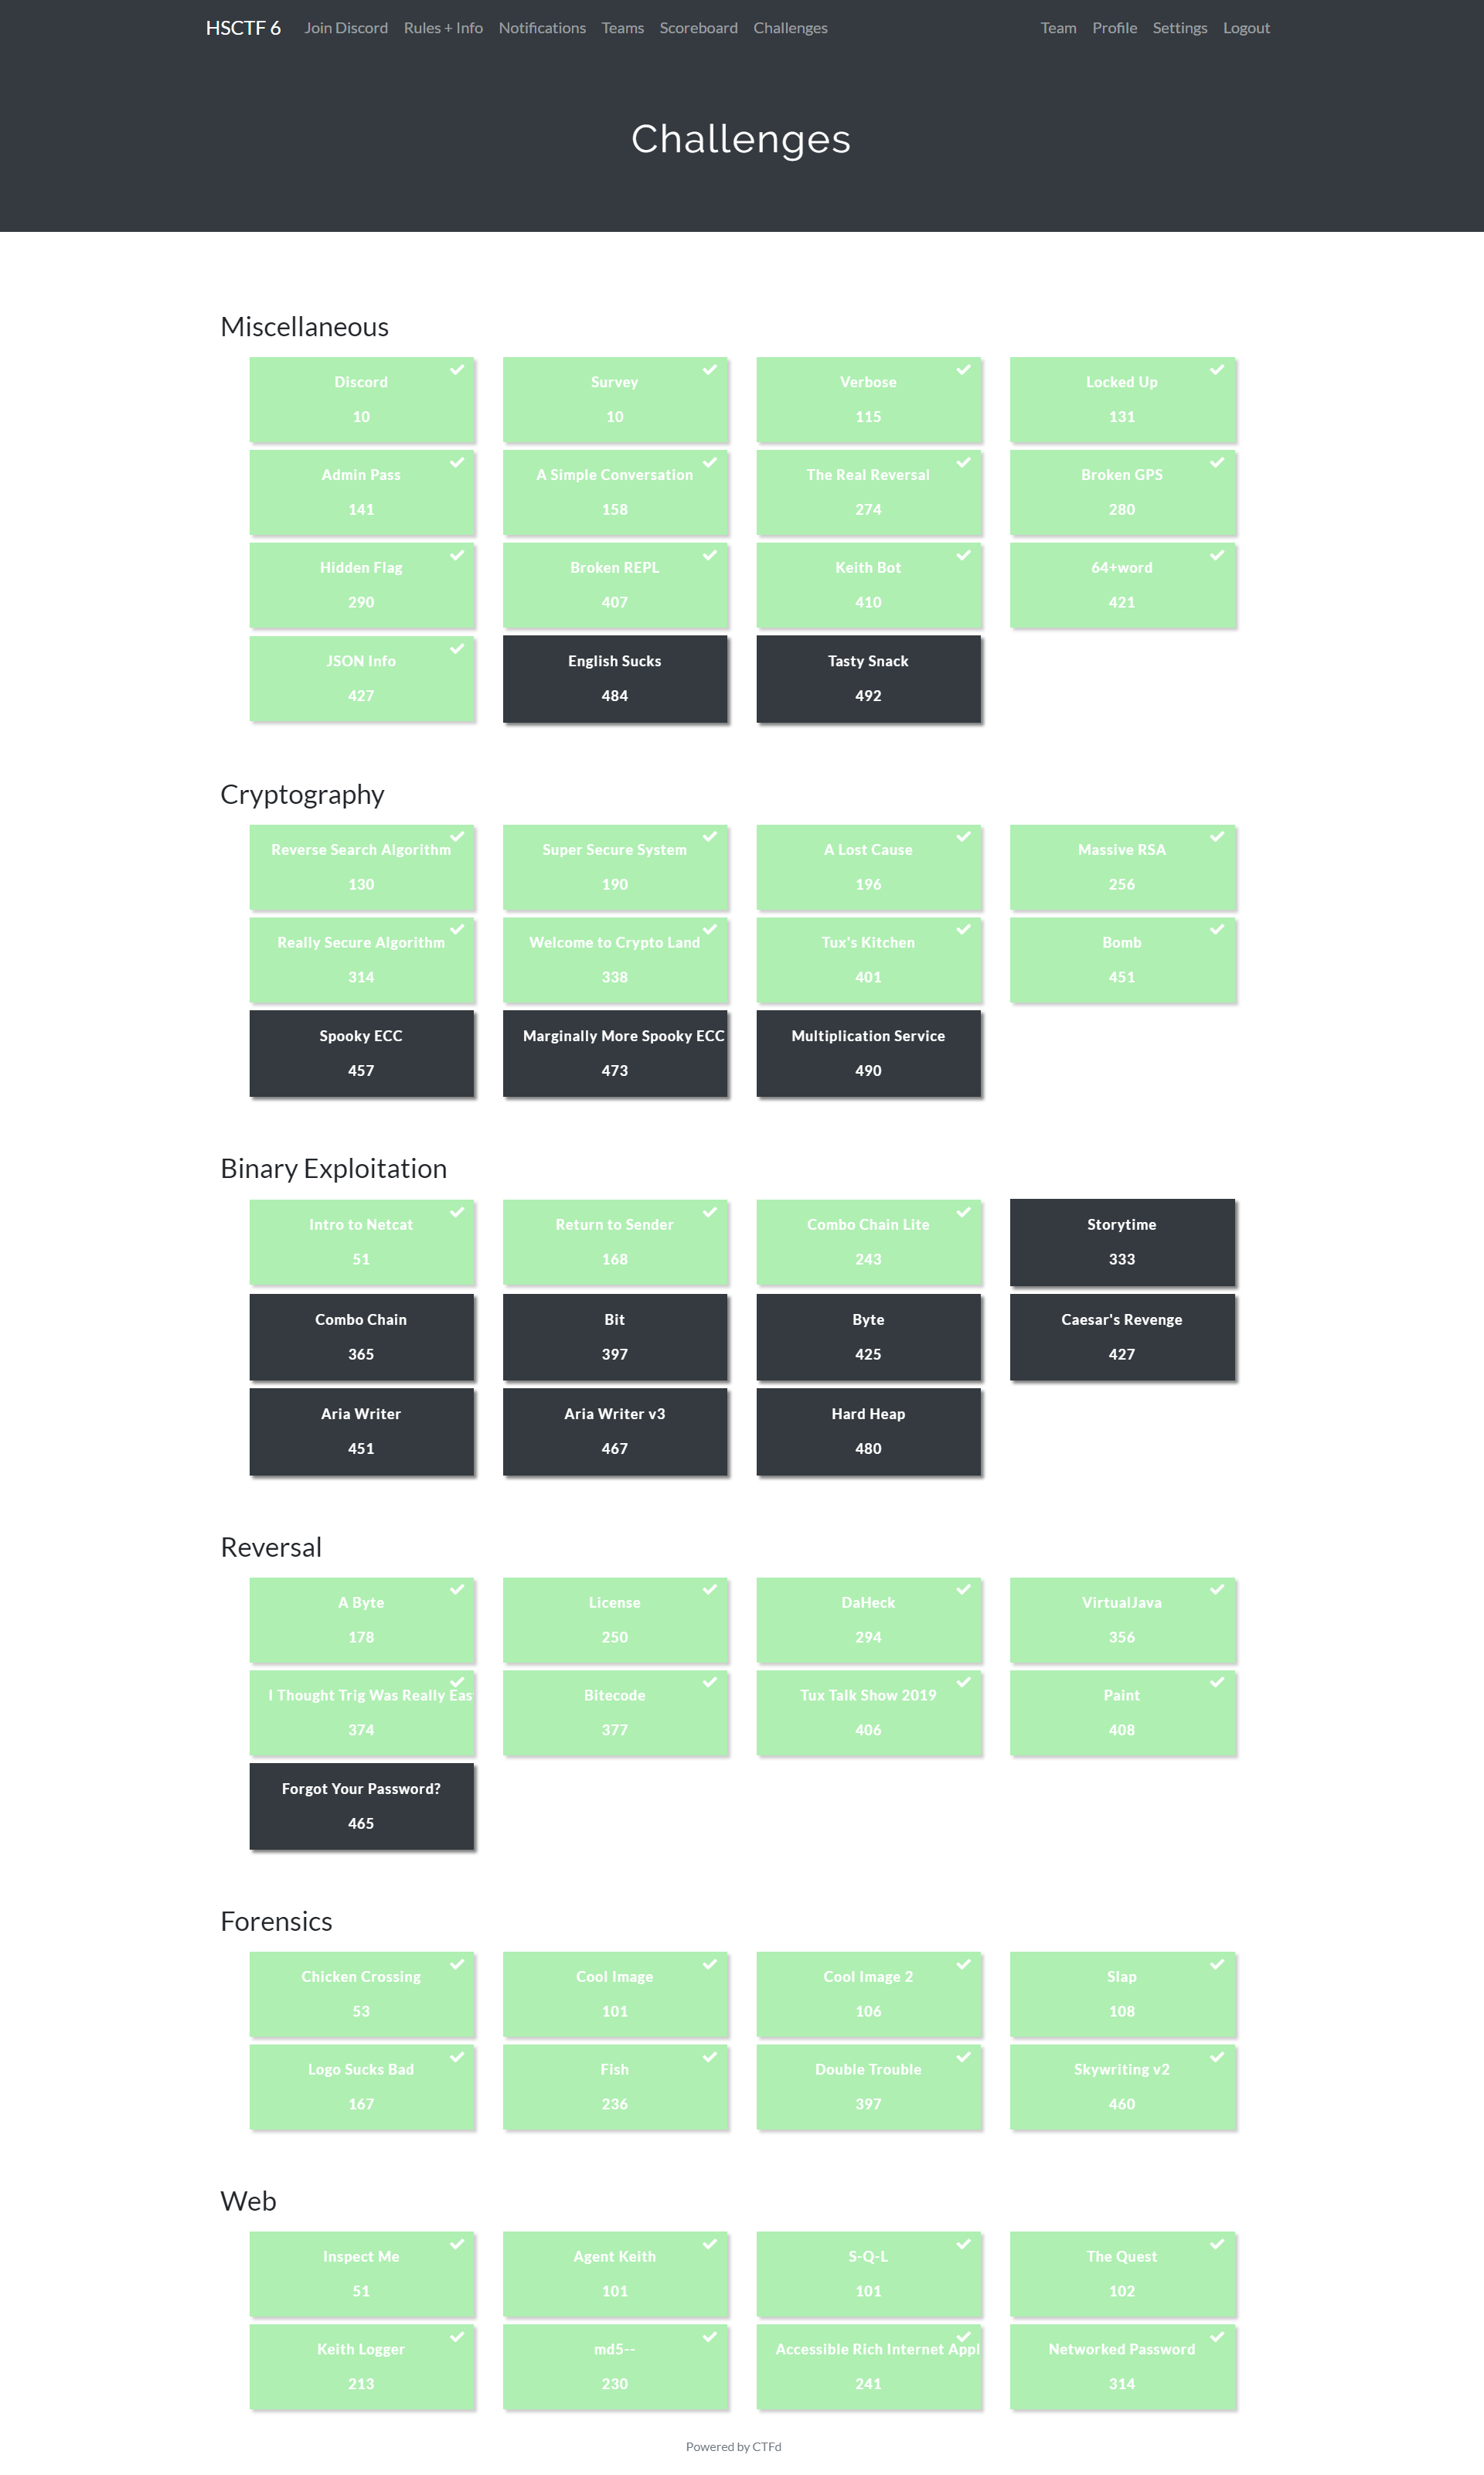 HSCTF 6 Join Discord Rules + Info Notifications Teams Scoreboard Challenges Team Profile Settings Logout
Challenges
Miscellaneous
Discord Survey Verbose Locked Up
10 10 115 131
Admin Pass A Simple Conversation The Real Reversal Broken GPS
141 158 274 280
Hidden Flag Broken REPL Keith Bot 64+word
290 407 410 421
JSON Info English Sucks Tasty Snack
427 484 492
Cryptography
Reverse Search Algorithm Super Secure System A Lost Cause Massive RSA
130 190 196 256
Really Secure Algorithm Welcome to Crypto Land Tux's Kitchen Bomb
314 338 401 451
Spooky ECC Marginally More Spooky ECC Multiplication Service
457 473 490
Binary Exploitation
Intro to Netcat Return to Sender Combo Chain Lite Storytime
51 168 243 333
Combo Chain Bit Byte Caesar's Revenge
365 397 425 427
Aria Writer Aria Writer v3 Hard Heap
451 467 480
Reversal
A Byte License DaHeck VirtualJava
178 250 294 356
I Thought Trig Was Really Eas Bitecode Tux Talk Show 2019 Paint
374 377 406 408
Forgot Your Password?
465
Forensics
Chicken Crossing Cool Image Cool Image 2 Slap
53 101 106 108
Logo Sucks Bad Fish Double Trouble Skywriting v2
167 236 397 460
Web
Inspect Me Agent Keith S-Q-L The Quest
51 101 101 102
Keith Logger md5-- Accessible Rich Internet Appl Networked Password
213 230 241 314
Powered by CTFd